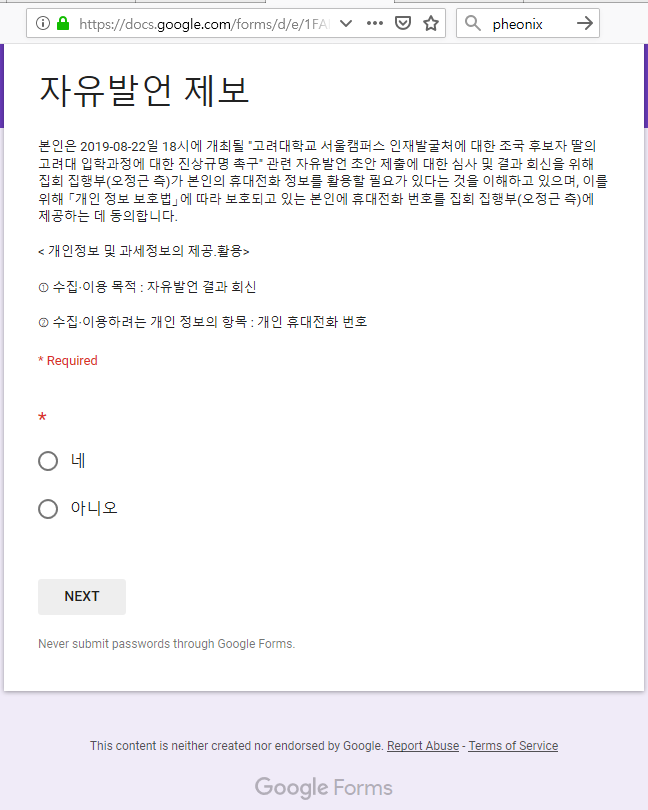 https://docs.google.com/forms/d/e/1FAI
pheonix
자유발언 제보
본인은 2019-08-22일 18시에 개최될 "고려대학교 서울캠퍼스 인재발굴처에 대한 조국 후보자 딸의
고려대 입학과정에 대한 진상규명 촉구" 관련 자유발언 초안 제출에 대한 심사 및 결과 회신을 위해
집회 집행부(오정근 측)가 본인의 휴대전화 정보를 활용할 필요가 있다는 것을 이해하고 있으며, 이를
위해 「개인 정보 보호법」에 따라 보호되고 있는 본인에 휴대전화 번호를 집회 집행부(오정근 측)에
제공하는 데 동의합니다.
< 개인정보 및 과세정보의 제공.활용>
① 수집·이용 목적 : 자유발언 결과 회신
② 수집·이용하려는 개인 정보의 항목 : 개인 휴대전화 번호
* Required
*
네
아니오
NEXT
Never submit passwords through Google Forms.
This content is neither created nor endorsed by Google. Report Abuse - Terms of Service
Google Forms